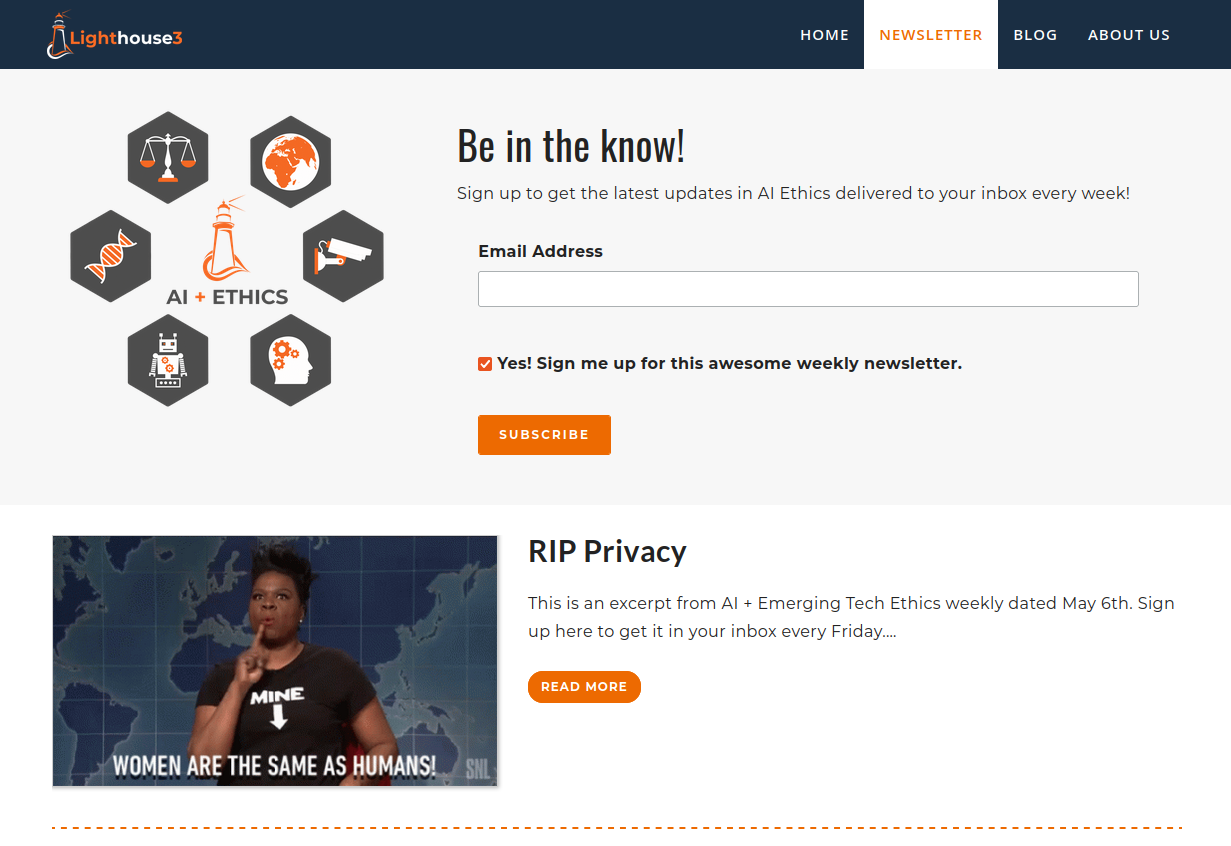 Lighthouse3
HOME NEWSLETTER BLOG ABOUT US
AI + ETHICS
Be in the know!
Sign up to get the latest updates in AI Ethics delivered to your inbox every week!
Email Address
Yes! Sign me up for this awesome weekly newsletter.
SUBSCRIBE
MINE
WOMEN ARE THE SAME AS HUMANS!
SNL
RIP Privacy
This is an excerpt from AI + Emerging Tech Ethics weekly dated May 6th. Sign
up here to get it in your inbox every Friday....
READ MORE